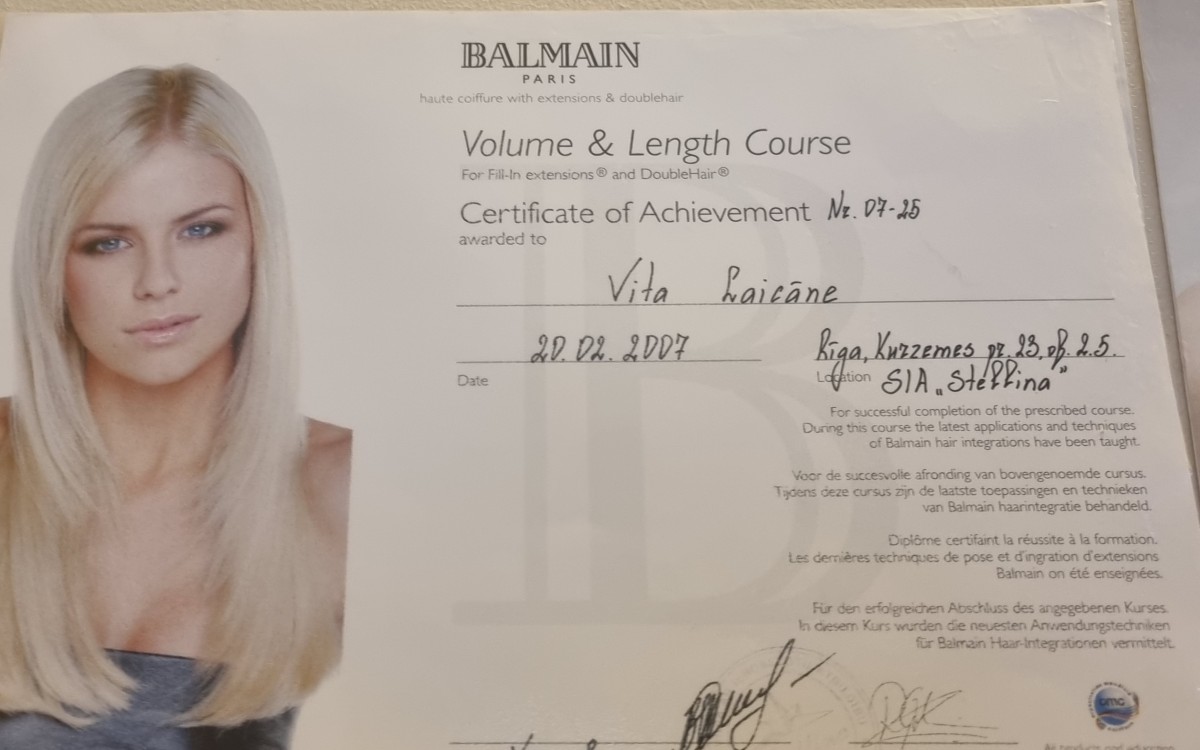 BALMAIN
PARIS
haute coiffure with extensions & doublehair
Volume & Length Course
For Fill-In extensions® and DoubleHair®
Certificate of Achievement Nr. 07-25
awarded to
Vita Laicāne
20.02.2007
Rīga, Kurzemes pr. 23, of. 2.5.
Date
Location SIA „Stellina”
For successful completion of the prescribed course.
During this course the latest applications and techniques
of Balmain hair integrations have been taught.
Voor de succesvolle afronding van bovengenoemde cursus.
Tijdens deze cursus zijn de laatste toepassingen en technieken
van Balmain haarintegratie behandeld.
Diplôme certifaint la réussite à la formation.
Les dernières techniques de pose et d'ingration d'extensions
Balmain on été enseignées.
Für den erfolgreichen Abschluss des angegebenen Kurses.
In diesem Kurs wurden die neuesten Anwendungstechniken
für Balmain Haar-Integrationen vermittelt.